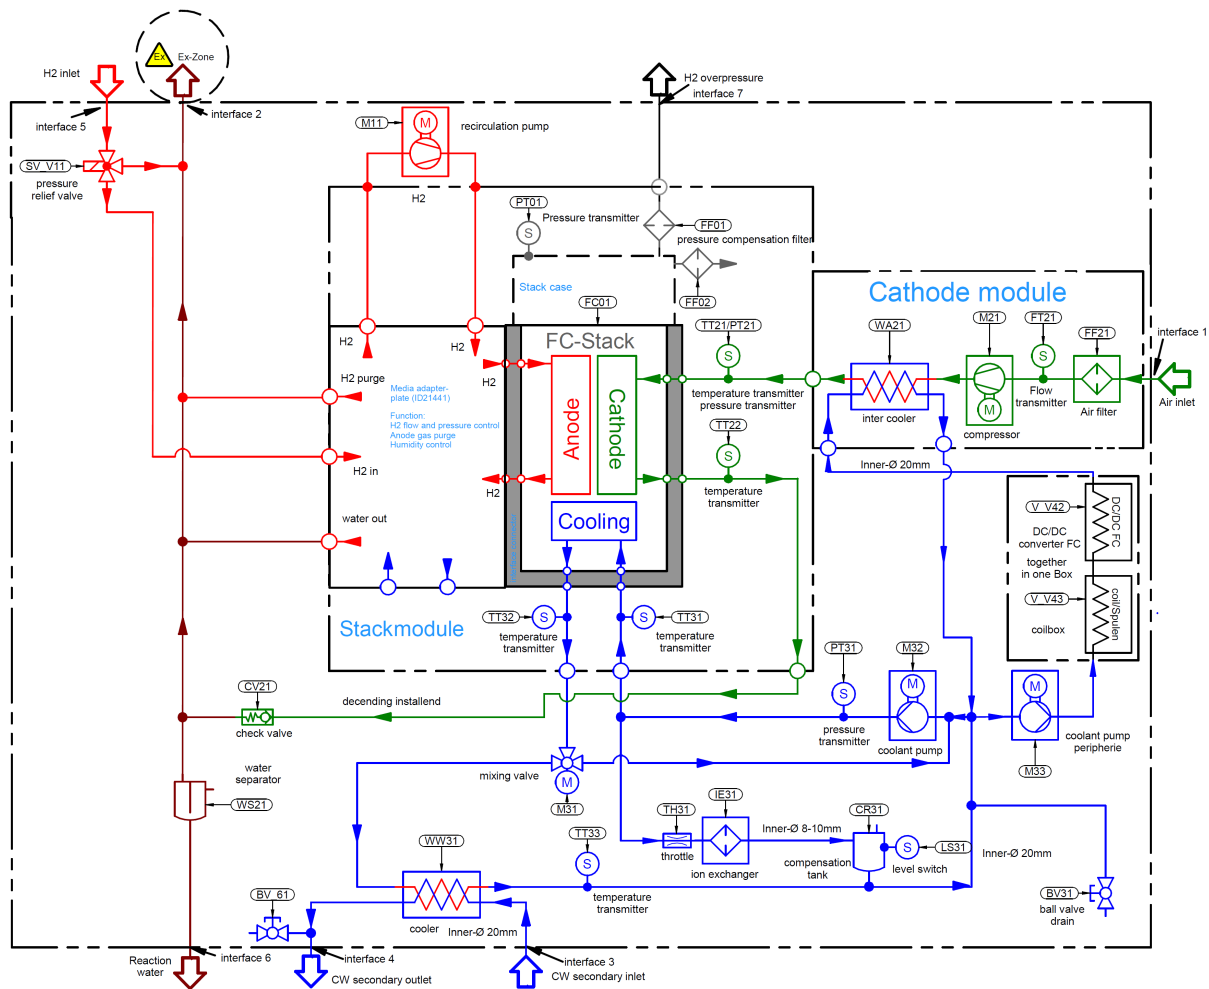 Ex
Ex-Zone
H2 inlet
interface 5
interface 2
H2 overpressure
interface 7
M11
M
recirculation pump
SV_V11
pressure
relief valve
H2
PT01
Pressure transmitter
S
FF01
pressure compensation filter
FF02
Stack case
FC01
FC-Stack
Cathode module
WA21
M21
FT21
FF21
interface 1
TT21/PT21
S
S
M
H2
H2
H2
H2 purge
Media adapter-
plate (ID21441)
Function:
H2 flow and pressure control
Anode gas purge
Humidity control
Anode
Cathode
temperature transmitter
pressure transmitter
inter cooler
compressor
Flow
transmitter
Air filter
Air inlet
TT22
S
temperature
transmitter
H2 in
H2
Inner-Ø 20mm
water out
Cooling
V_V42
DC/DC FC
DC/DC
converter FC
together
in one Box
V_V43
coil/Spulen
coilbox
Stackmodule
TT32
S
temperature
transmitter
S
TT31
temperature
transmitter
PT31
S
pressure
transmitter
M32
M
coolant pump
M
coolant pump
peripherie
M33
CV21
check valve
decending installend
water
separator
WS21
mixing valve
M
M31
TT33
S
temperature
transmitter
TH31
throttle
IE31
ion exchanger
Inner-Ø 8-10mm
CR31
compensation
tank
S
LS31
level switch
Inner-Ø 20mm
WW31
cooler
BV_61
BV31
ball valve
drain
Inner-Ø 20mm
Reaction
water
interface 6
interface 4
CW secondary outlet
interface 3
CW secondary inlet